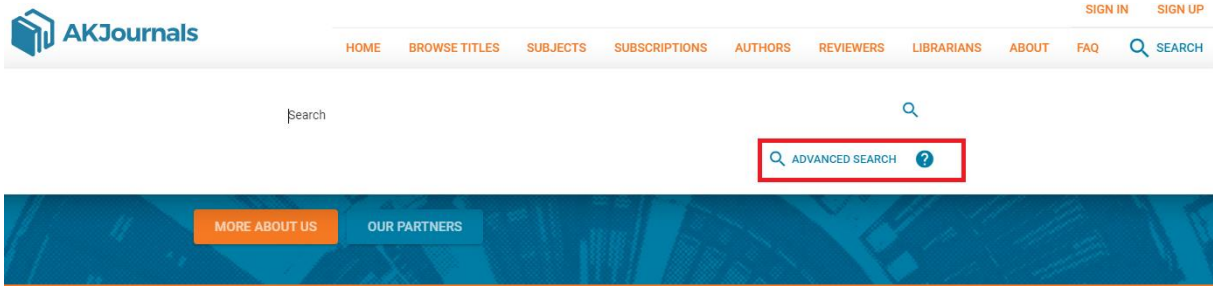 SIGN IN SIGN UP
AKJournals
HOME BROWSE TITLES SUBJECTS SUBSCRIPTIONS AUTHORS REVIEWERS LIBRARIANS ABOUT FAQ SEARCH
Search
ADVANCED SEARCH ?
MORE ABOUT US OUR PARTNERS